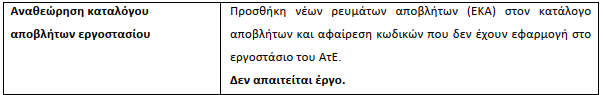 Αναθεώρηση καταλόγου
αποβλήτων εργοστασίου
Προσθήκη νέων ρευμάτων αποβλήτων (ΕΚΑ) στον κατάλογο
αποβλήτων και αφαίρεση κωδικών που δεν έχουν εφαρμογή στο
εργοστάσιο του ΑτΕ.
Δεν απαιτείται έργο.